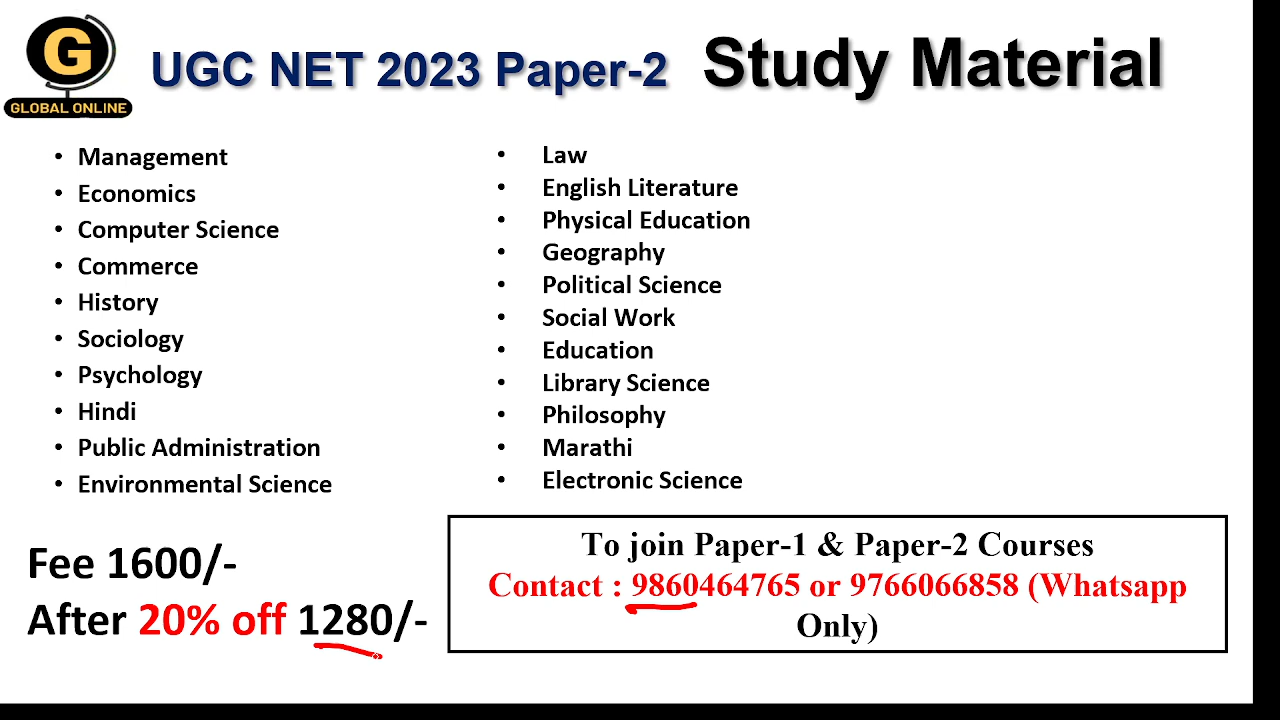 G
GLOBAL ONLINE
UGC NET 2023 Paper-2 Study Material
• Management
• Economics
• Computer Science
• Commerce
• History
• Sociology
• Psychology
• Hindi
• Public Administration
• Environmental Science
• Law
• English Literature
• Physical Education
• Geography
• Political Science
• Social Work
• Education
• Library Science
• Philosophy
• Marathi
• Electronic Science
Fee 1600/-
After 20% off 1280/-
To join Paper-1 & Paper-2 Courses
Contact : 9860464765 or 9766066858 (Whatsapp
Only)